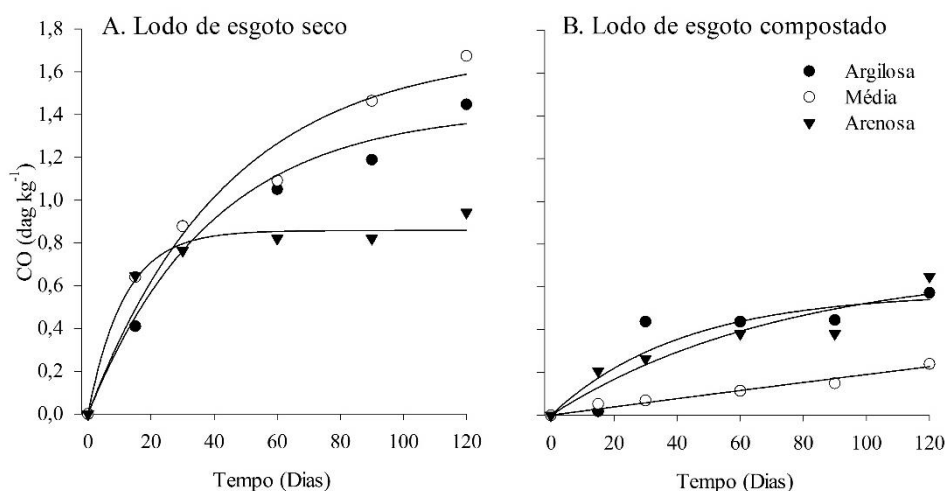 A. Lodo de esgoto seco
1,8
1,6
1,4
1,2
1,0
0,8
0,6
0,4
0,2
0,0
CO (dag kg⁻¹)
0 20 40 60 80 100 120
Tempo (Dias)
B. Lodo de esgoto compostado
Argilosa
Média
Arenosa
0 20 40 60 80 100 120
Tempo (Dias)